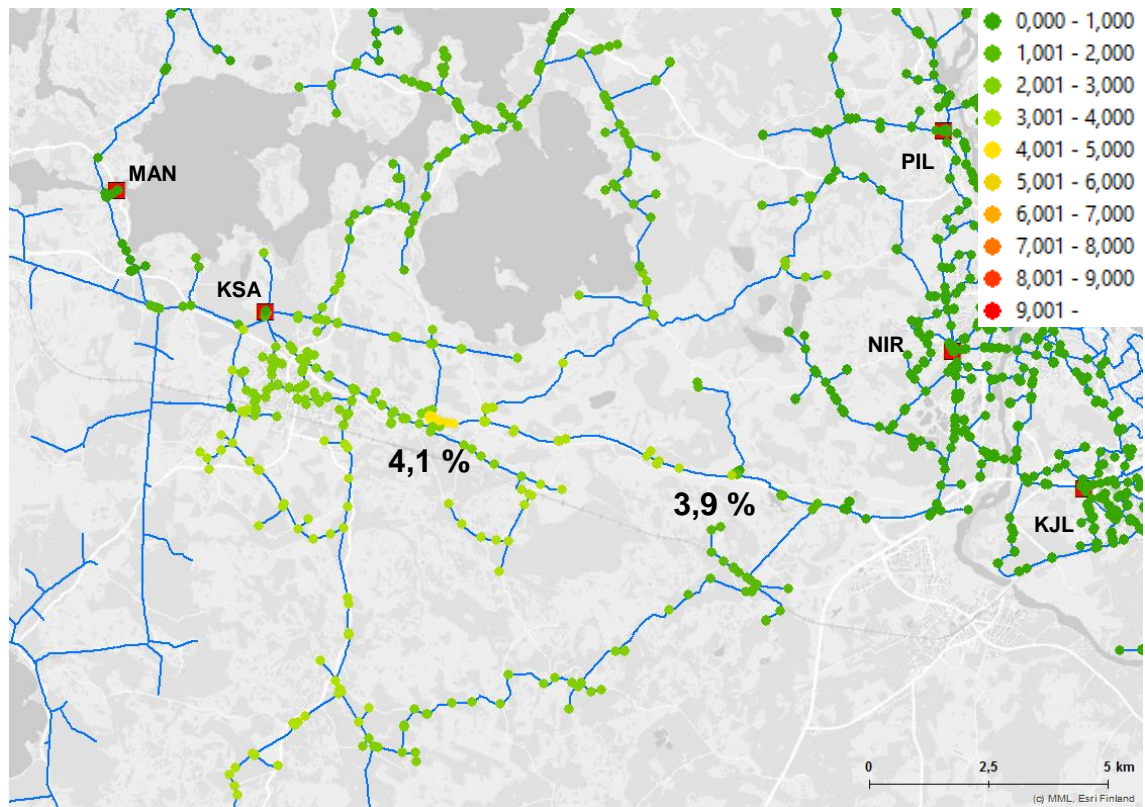 0,000 - 1,000
1,001 - 2,000
2,001 - 3,000
3,001 - 4,000
4,001 - 5,000
5,001 - 6,000
6,001 - 7,000
7,001 - 8,000
8,001 - 9,000
9,001 -
MAN
PIL
KSA
NIR
4,1 %
3,9 %
KJL
0 2,5 5 km
(c) MML, Esri Finland